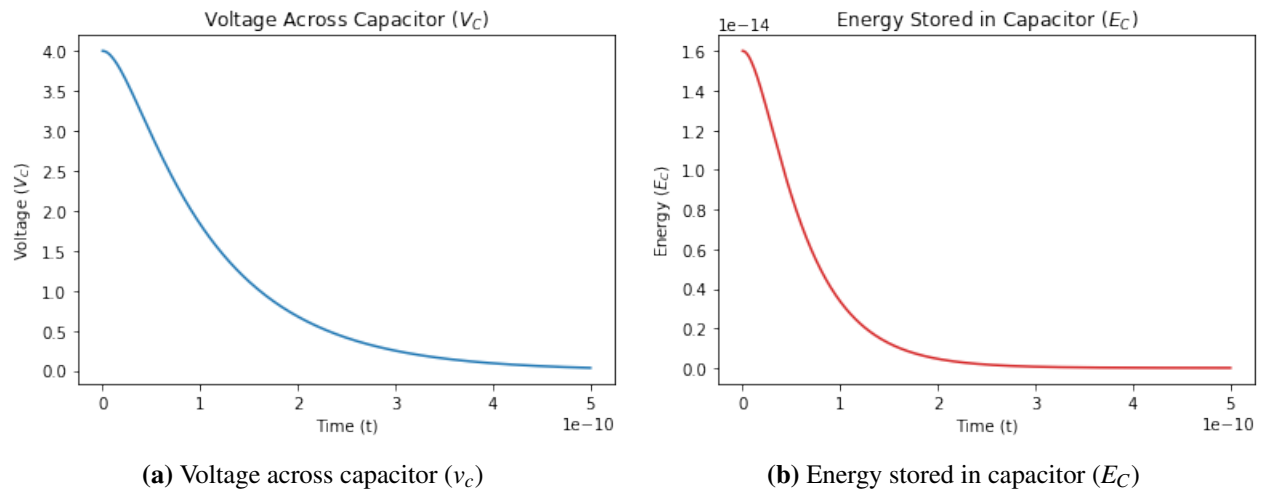 Voltage Across Capacitor (V_C)
4.0
3.5
3.0
2.5
2.0
1.5
1.0
0.5
0.0
Voltage (V_C)
0
1
2
3
4
5
Time (t)
1e−10
(a) Voltage across capacitor (v_c)
1e−14
Energy Stored in Capacitor (E_C)
1.6
1.4
1.2
1.0
0.8
0.6
0.4
0.2
0.0
Energy (E_C)
0
1
2
3
4
5
Time (t)
1e−10
(b) Energy stored in capacitor (E_C)